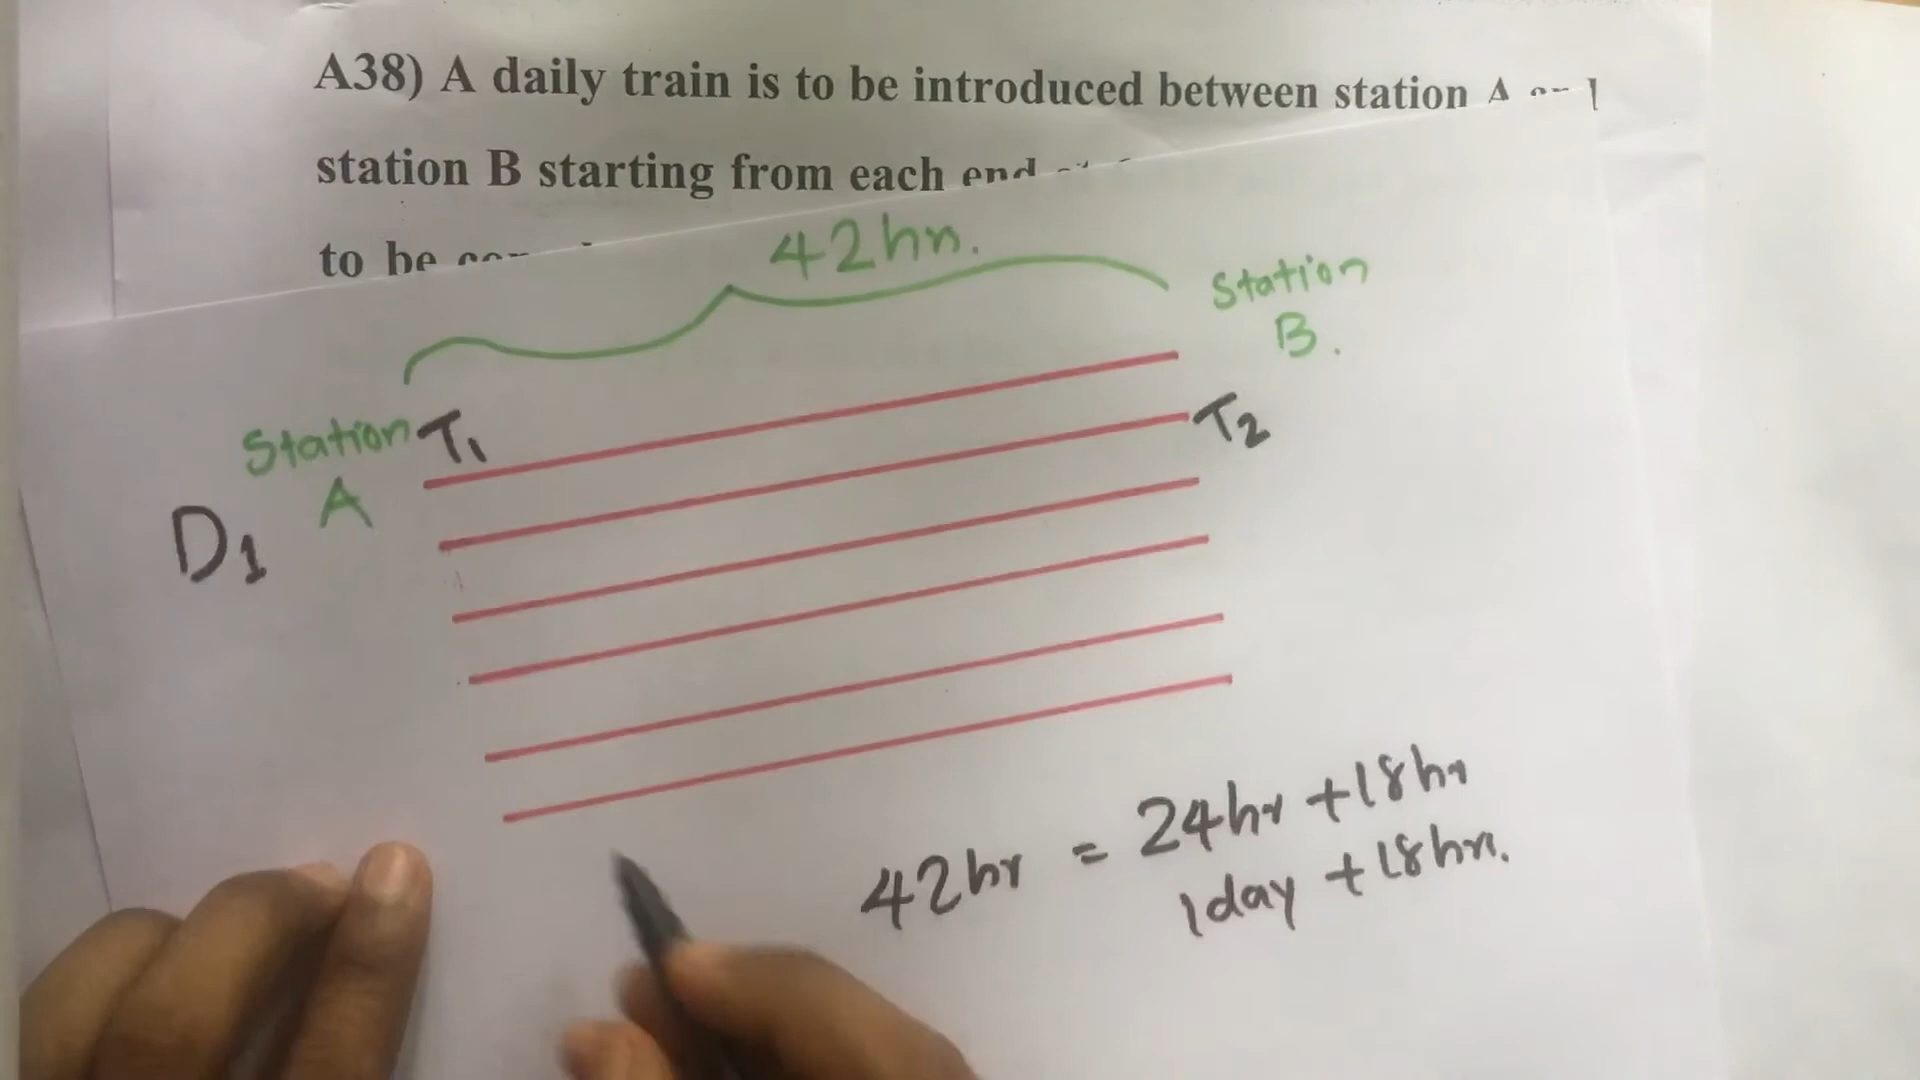 A38) A daily train is to be introduced between station A
station B starting from each end
to be
42hr.
Station
B.
Station
A
T1
T2
D1
42hr = 24hr + 18hr
1day + 18hr.